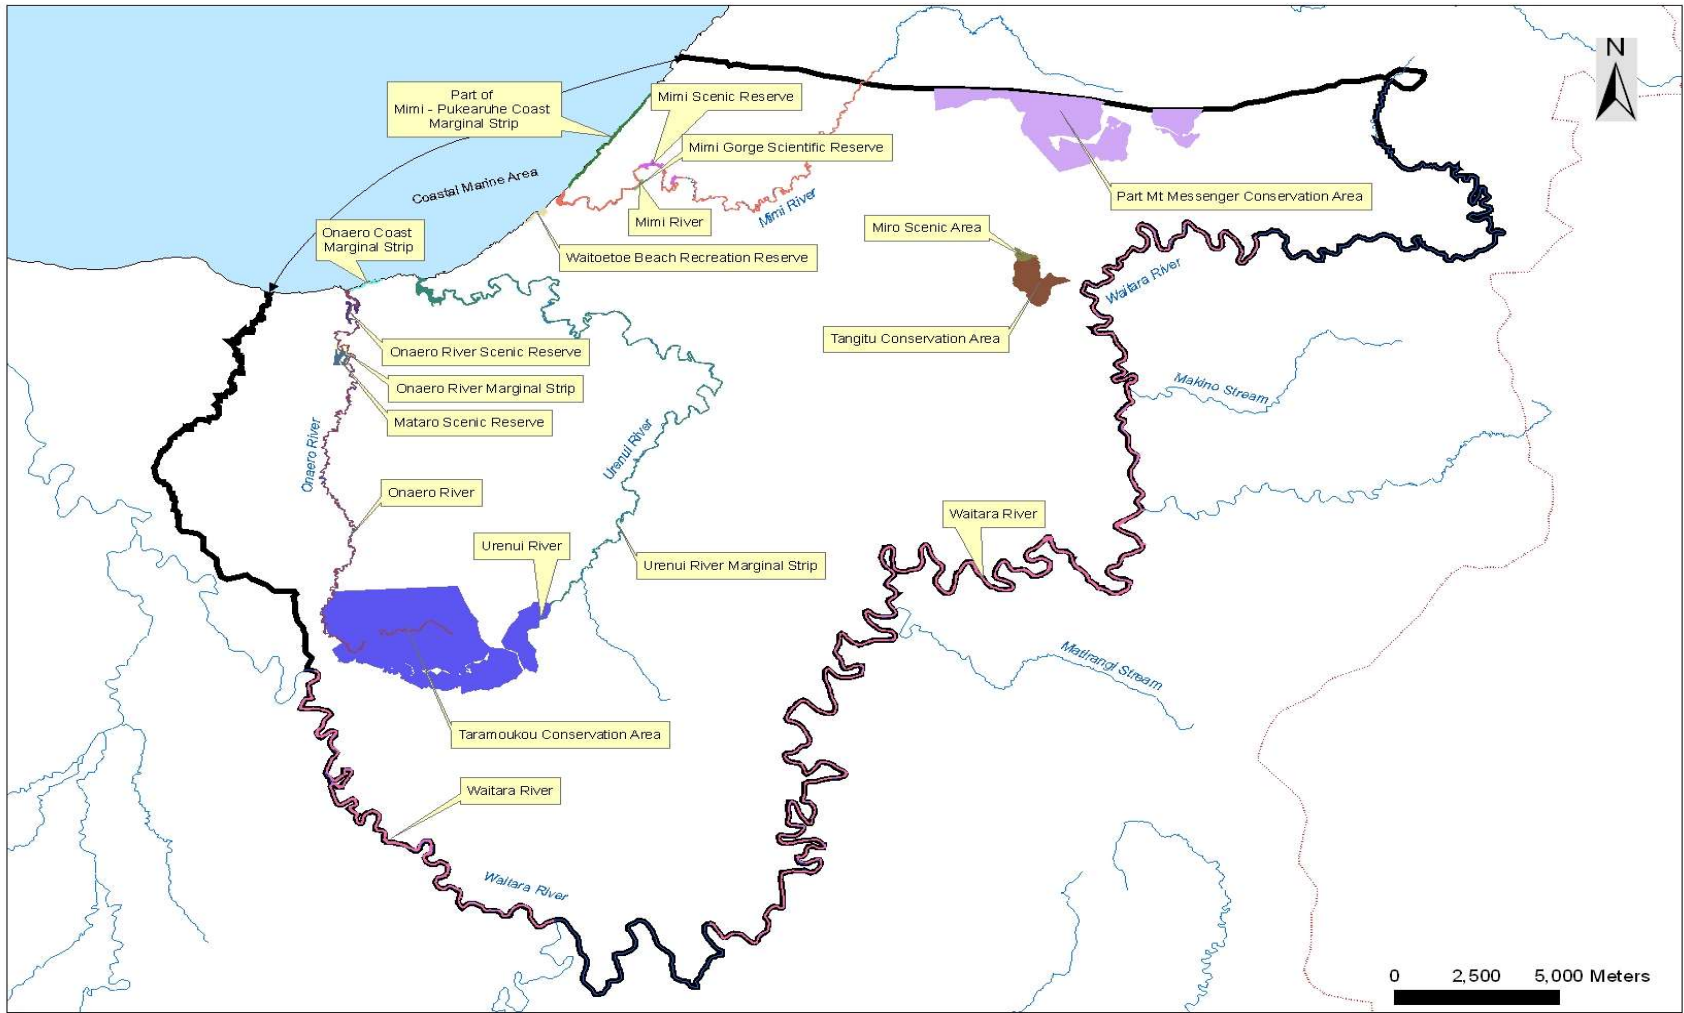 N
Part of
Mimi - Pukearuhe Coast
Marginal Strip
Mimi Scenic Reserve
Mimi Gorge Scientific Reserve
Coastal Marine Area
Mimi River
Mimi River
Part Mt Messenger Conservation Area
Onaero Coast
Marginal Strip
Miro Scenic Area
Waitoetoe Beach Recreation Reserve
Waitara River
Tangitu Conservation Area
Onaero River Scenic Reserve
Onaero River Marginal Strip
Makino Stream
Mataro Scenic Reserve
Onaero River
Urenui River
Onaero River
Waitara River
Urenui River
Urenui River Marginal Strip
Matirangi Stream
Taramoukou Conservation Area
Waitara River
Waitara River
0 2,500 5,000 Meters